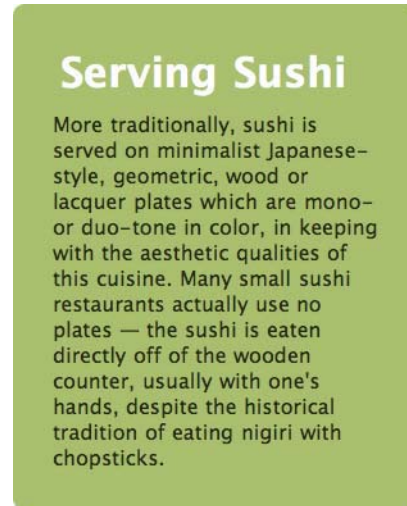 Serving Sushi
More traditionally, sushi is
served on minimalist Japanese-
style, geometric, wood or
lacquer plates which are mono-
or duo-tone in color, in keeping
with the aesthetic qualities of
this cuisine. Many small sushi
restaurants actually use no
plates — the sushi is eaten
directly off of the wooden
counter, usually with one's
hands, despite the historical
tradition of eating nigiri with
chopsticks.